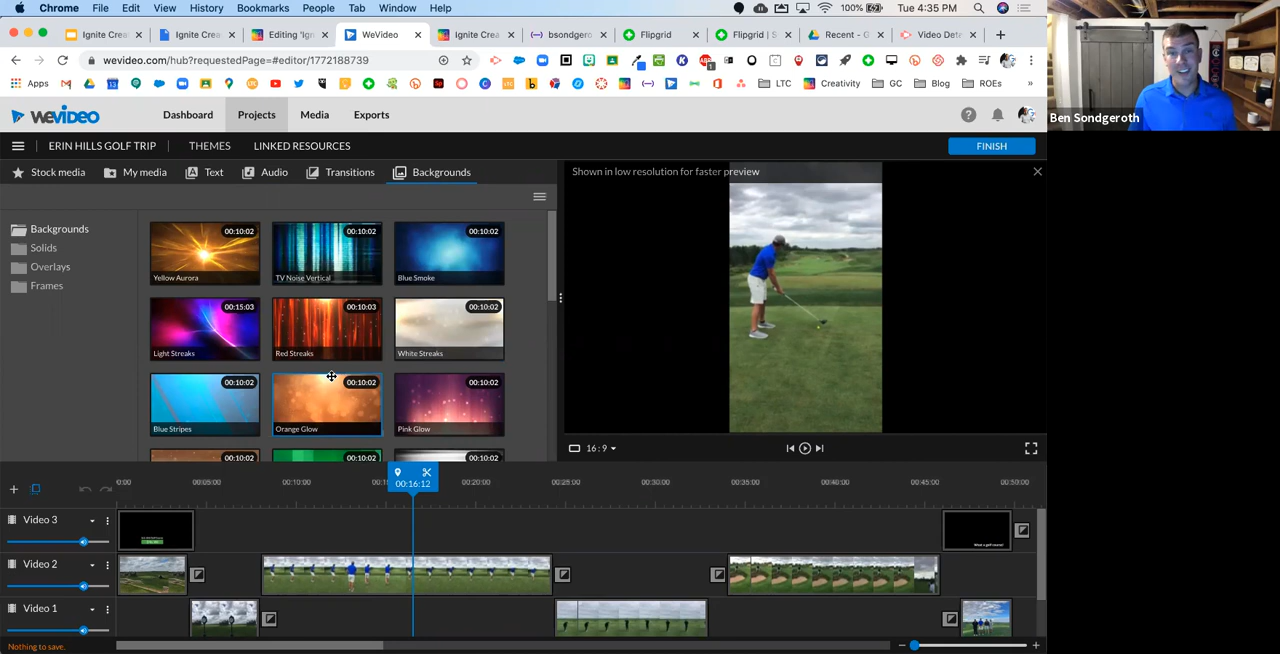 Chrome File Edit View History Bookmarks People Tab Window Help 100% Tue 4:35 PM
Ignite Crea Ignite Crea Editing 'Ign WeVideo Ignite Crea bsondgero Flipgrid Flipgrid | S Recent - G Video Dete
wevideo.com/hub?requestedPage=#editor/1772188739
Apps LTC Creativity GC Blog ROEs
Ben Sondgeroth
wevideo Dashboard Projects Media Exports
ERIN HILLS GOLF TRIP THEMES LINKED RESOURCES FINISH
Stock media My media Text Audio Transitions Backgrounds
Shown in low resolution for faster preview
Backgrounds
Solids
Overlays
Frames
00:10:02 00:10:02 00:10:02
Yellow Aurora TV Noise Vertical Blue Smoke
00:15:03 00:10:03 00:10:02
Light Streaks Red Streaks White Streaks
00:10:02 00:10:02 00:10:02
Blue Stripes Orange Glow Pink Glow
00:10:02 00:10:02 00:10:02
16:9
0:00 00:05:00 00:10:00 00:16:12 00:20:00 00:25:00 00:30:00 00:35:00 00:40:00 00:45:00 00:50:00
Video 3
What a golf course!
Video 2
Video 1
Nothing to save.